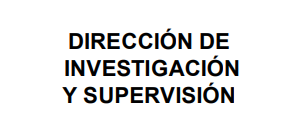 DIRECCIÓN DE
INVESTIGACIÓN
Y SUPERVISIÓN